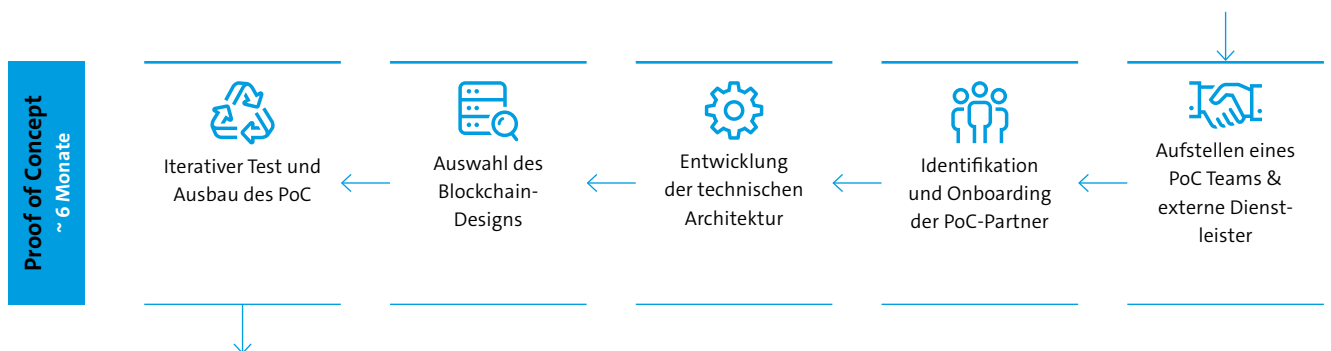 Proof of Concept
~ 6 Monate
Iterativer Test und
Ausbau des PoC
Auswahl des
Blockchain-
Designs
Entwicklung
der technischen
Architektur
Identifikation
und Onboarding
der PoC-Partner
Aufstellen eines
PoC Teams &
externe Dienst-
leister